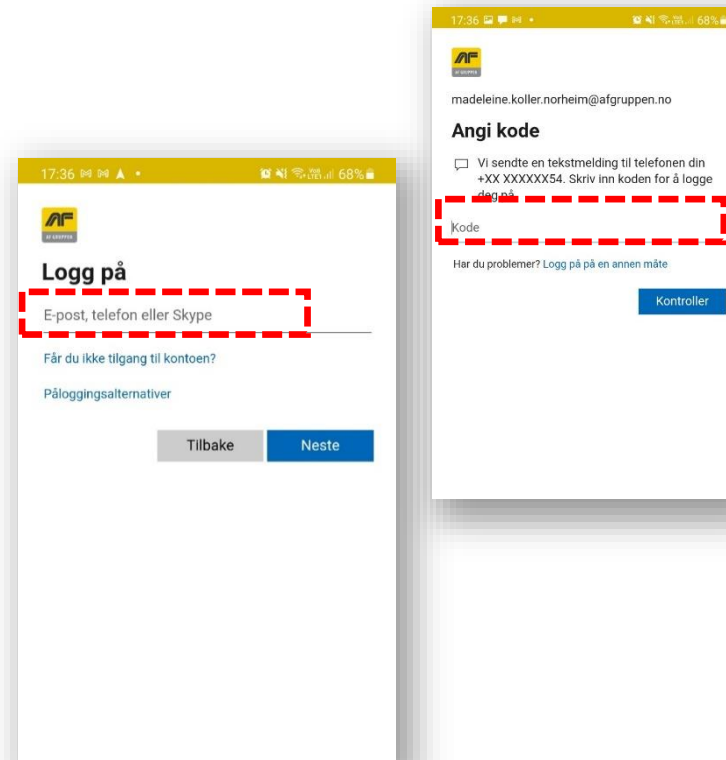 17:36
68%
AF
AF GRUPPEN
Logg på
E-post, telefon eller Skype
Får du ikke tilgang til kontoen?
Påloggingsalternativer
Tilbake
Neste
17:36
68%
AF
AF GRUPPEN
madeleine.koller.norheim@afgruppen.no
Angi kode
Vi sendte en tekstmelding til telefonen din
+XX XXXXXX54. Skriv inn koden for å logge
deg på.
Kode
Har du problemer? Logg på på en annen måte
Kontroller